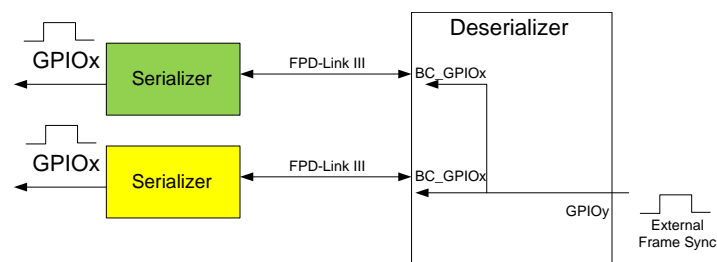 Deserializer
GPIOx
Serializer
FPD-Link III
BC_GPIOx
GPIOx
Serializer
FPD-Link III
BC_GPIOx
GPIOy
External
Frame Sync